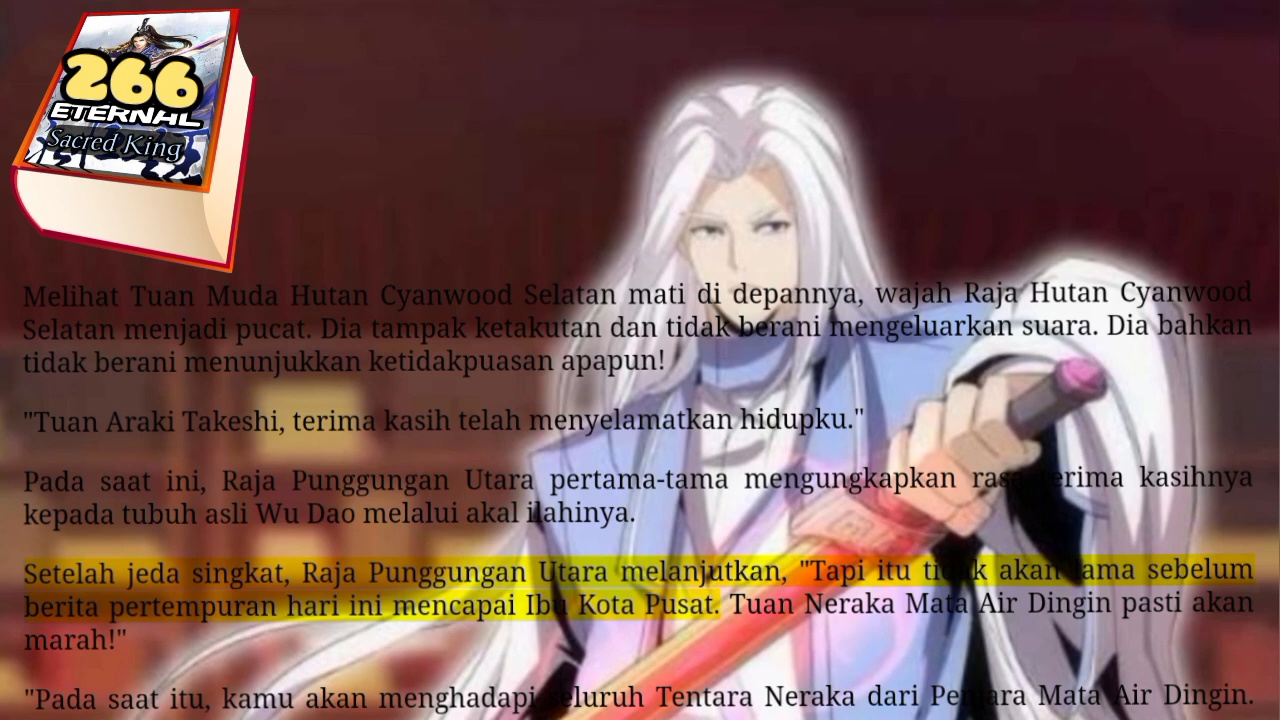 266
ETERNAL
Sacred King
Melihat Tuan Muda Hutan Cyanwood Selatan mati di depannya, wajah Raja Hutan Cyanwood
Selatan menjadi pucat. Dia tampak ketakutan dan tidak berani mengeluarkan suara. Dia bahkan
tidak berani menunjukkan ketidakpuasan apapun!
"Tuan Araki Takeshi, terima kasih telah menyelamatkan hidupku."
Pada saat ini, Raja Punggungan Utara pertama-tama mengungkapkan rasa terima kasihnya
kepada tubuh asli Wu Dao melalui akal ilahinya.
Setelah jeda singkat, Raja Punggungan Utara melanjutkan, "Tapi itu tidak akan lama sebelum
berita pertempuran hari ini mencapai Ibu Kota Pusat. Tuan Neraka Mata Air Dingin pasti akan
marah!"
"Pada saat itu, kamu akan menghadapi seluruh Tentara Neraka dari Penjara Mata Air Dingin.